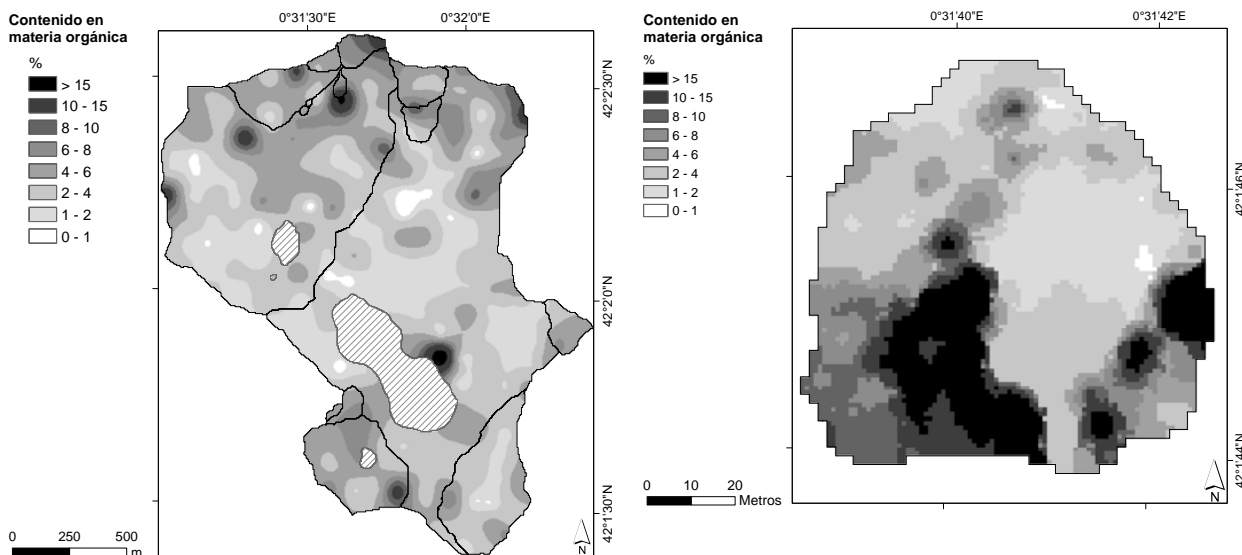 Contenido en
materia orgánica
%
> 15
10 - 15
8 - 10
6 - 8
4 - 6
2 - 4
1 - 2
0 - 1
0 250 500
m
0°31'30"E 0°32'0"E
42°2'30"N
42°2'0"N
42°1'30"N
N
Contenido en
materia orgánica
%
> 15
10 - 15
8 - 10
6 - 8
4 - 6
2 - 4
1 - 2
0 - 1
0 10 20
Metros
0°31'40"E 0°31'42"E
42°1'46"N
42°1'44"N
N